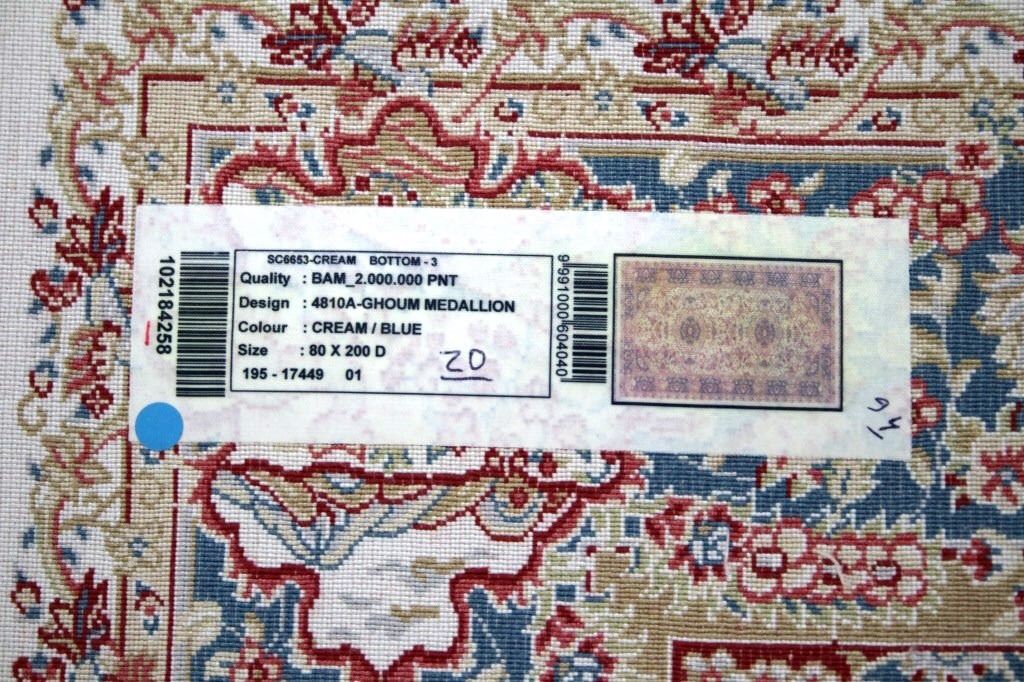 102184258
SC6653-CREAM BOTTOM - 3
Quality : BAM_2.000.000 PNT
Design : 4810A-GHOUM MEDALLION
Colour : CREAM / BLUE
Size : 80 X 200 D
195 - 17449 01
20
9991000604040